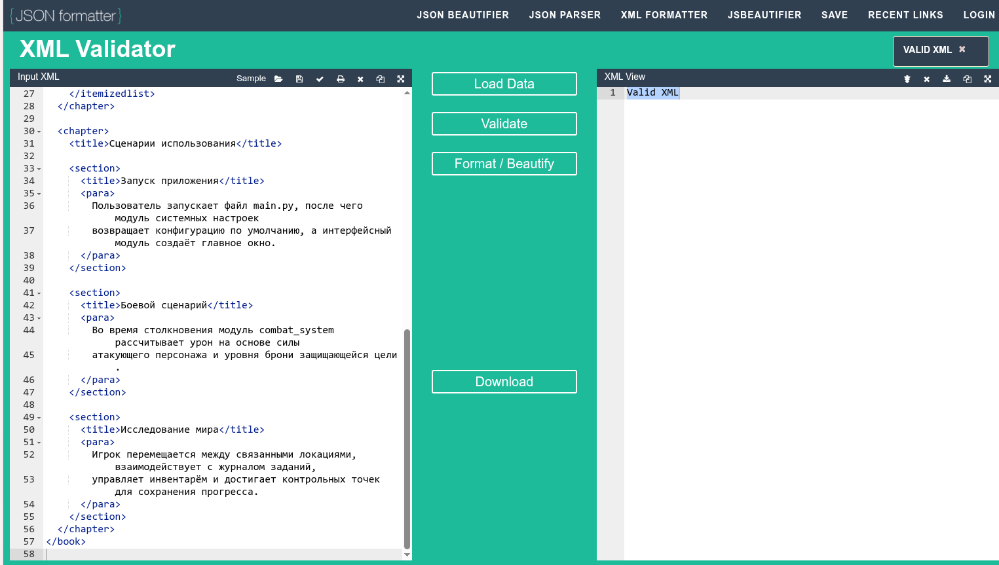 {JSON formatter}
JSON BEAUTIFIER JSON PARSER XML FORMATTER JSBEAUTIFIER SAVE RECENT LINKS LOGIN
XML Validator
VALID XML ✖
Input XML
Sample
27 </itemizedlist>
28 </chapter>
29
30 <chapter>
31 <title>Сценарии использования</title>
32
33 <section>
34 <title>Запуск приложения</title>
35 <para>
36 Пользователь запускает файл main.py, после чего
модуль системных настроек
37 возвращает конфигурацию по умолчанию, а интерфейсный
модуль создаёт главное окно.
38 </para>
39 </section>
40
41 <section>
42 <title>Боевой сценарий</title>
43 <para>
44 Во время столкновения модуль combat_system
рассчитывает урон на основе силы
45 атакующего персонажа и уровня брони защищающейся цели
.
46 </para>
47 </section>
48
49 <section>
50 <title>Исследование мира</title>
51 <para>
52 Игрок перемещается между связанными локациями,
взаимодействует с журналом заданий,
53 управляет инвентарём и достигает контрольных точек
для сохранения прогресса.
54 </para>
55 </section>
56 </chapter>
57 </book>
58
Load Data
Validate
Format / Beautify
Download
XML View
1 Valid XML